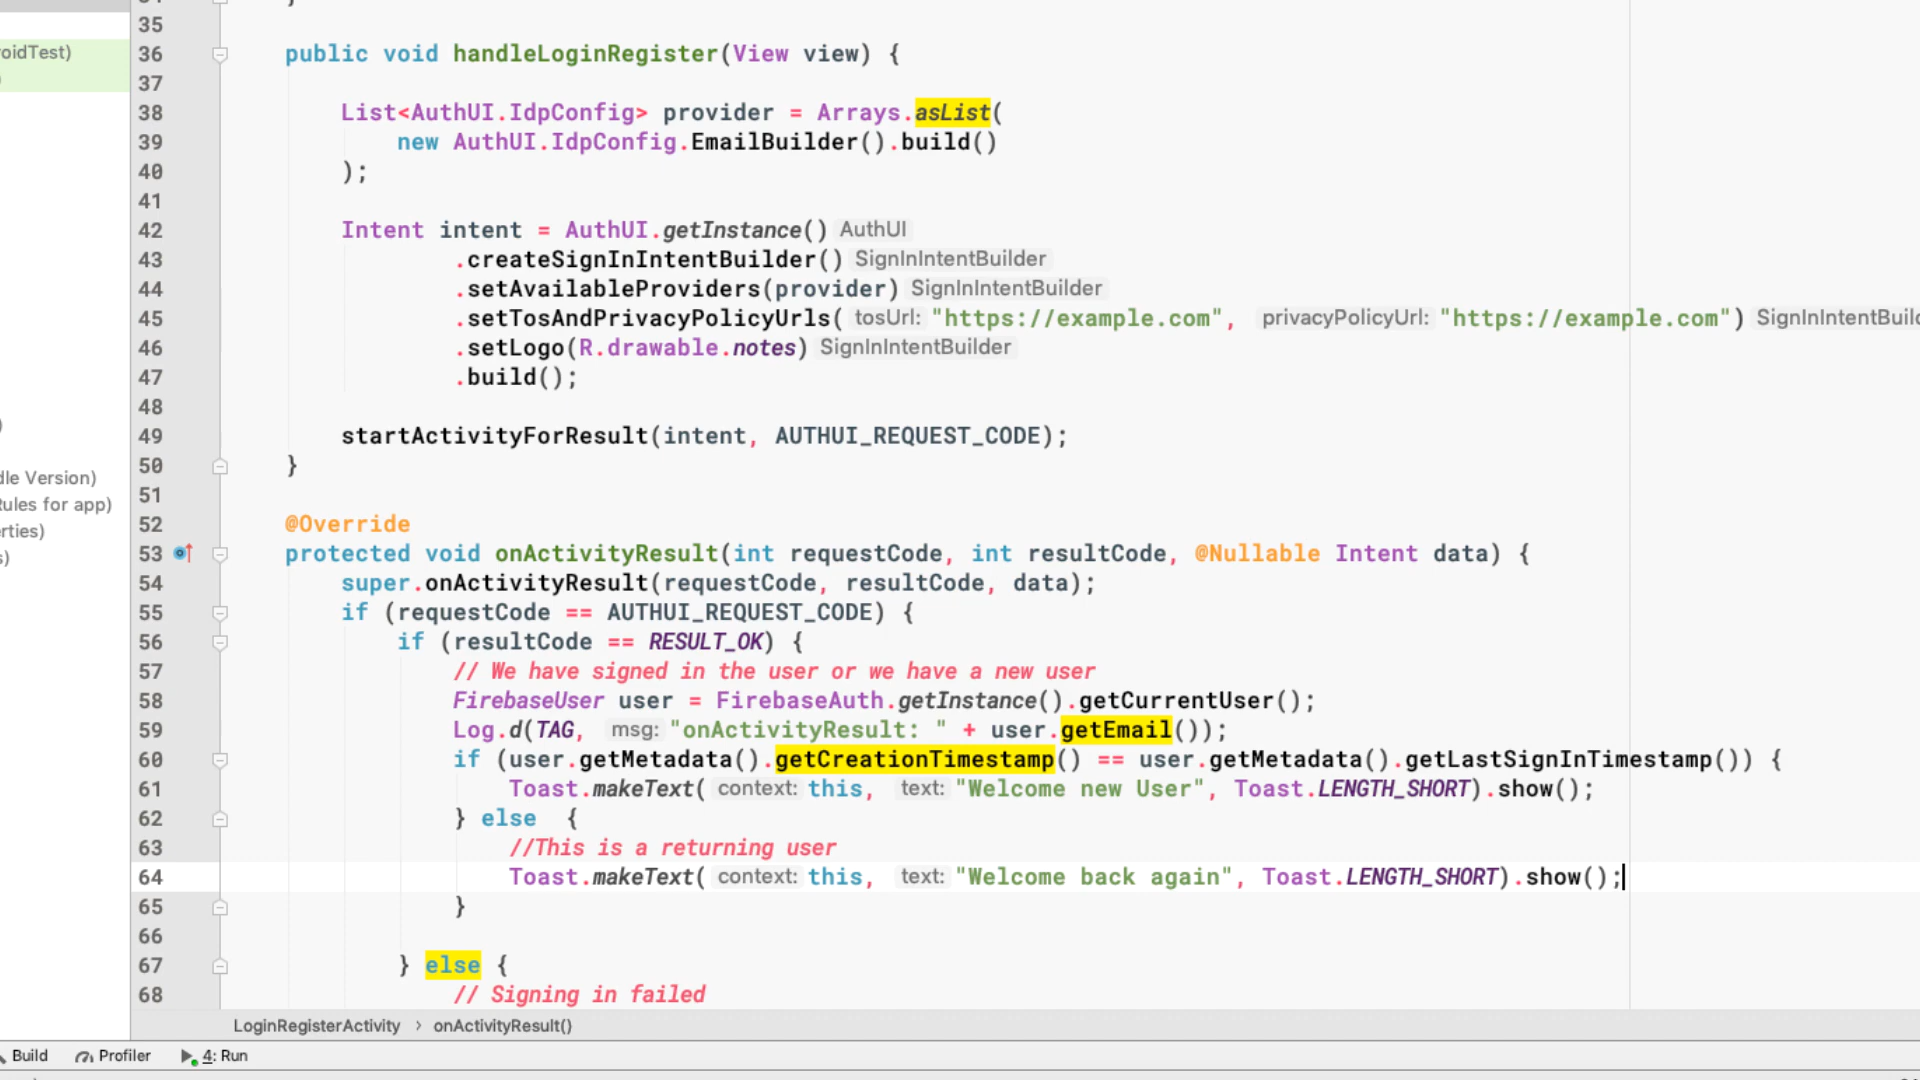 35
oidTest)
36 public void handleLoginRegister(View view) {
)
37
38 List<AuthUI.IdpConfig> provider = Arrays.asList(
39 new AuthUI.IdpConfig.EmailBuilder().build()
40 );
41
42 Intent intent = AuthUI.getInstance() AuthUI
43 .createSignInIntentBuilder() SignInIntentBuilder
44 .setAvailableProviders(provider) SignInIntentBuilder
45 .setTosAndPrivacyPolicyUrls( tosUrl: "https://example.com", privacyPolicyUrl: "https://example.com") SignInIntentBuil
46 .setLogo(R.drawable.notes) SignInIntentBuilder
47 .build();
48
)
49 startActivityForResult(intent, AUTHUI_REQUEST_CODE);
50 }
dle Version)
51
Rules for app)
52 @Override
erties)
53 protected void onActivityResult(int requestCode, int resultCode, @Nullable Intent data) {
s)
54 super.onActivityResult(requestCode, resultCode, data);
55 if (requestCode == AUTHUI_REQUEST_CODE) {
56 if (resultCode == RESULT_OK) {
57 // We have signed in the user or we have a new user
58 FirebaseUser user = FirebaseAuth.getInstance().getCurrentUser();
59 Log.d(TAG, msg: "onActivityResult: " + user.getEmail());
60 if (user.getMetadata().getCreationTimestamp() == user.getMetadata().getLastSignInTimestamp()) {
61 Toast.makeText( context: this, text: "Welcome new User", Toast.LENGTH_SHORT).show();
62 } else  {
63 //This is a returning user
64 Toast.makeText( context: this, text: "Welcome back again", Toast.LENGTH_SHORT).show();
65 }
66
67 } else {
68 // Signing in failed
LoginRegisterActivity › onActivityResult()
Build Profiler 4: Run